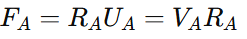 F_A = R_A U_A = V_A R_A